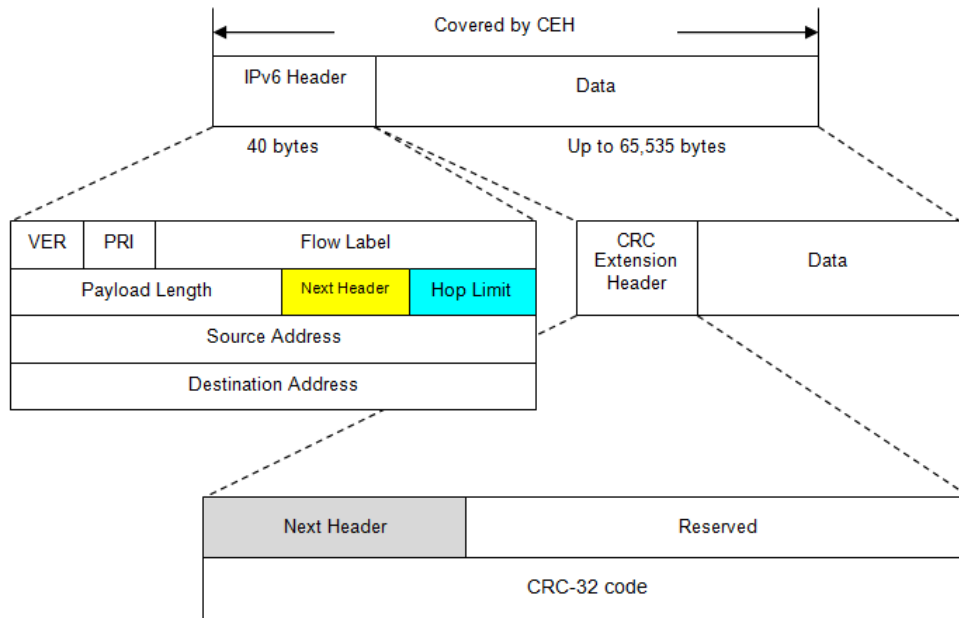 Covered by CEH
IPv6 Header
Data
40 bytes
Up to 65,535 bytes
VER
PRI
Flow Label
Payload Length
Next Header
Hop Limit
Source Address
Destination Address
CRC
Extension
Header
Data
Next Header
Reserved
CRC-32 code